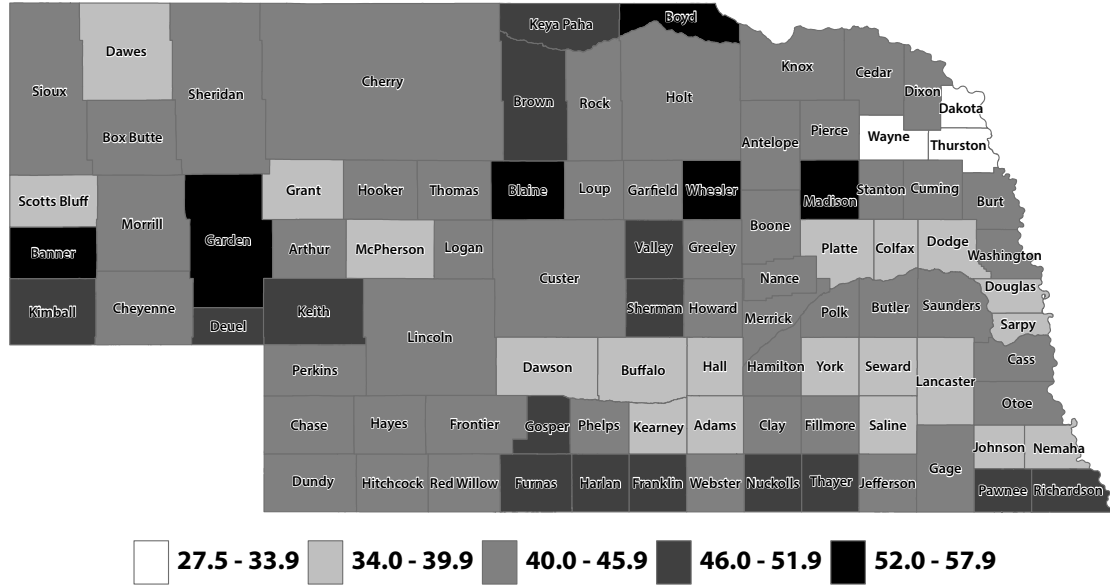 Keya Paha
Boyd
Dawes
Sioux
Sheridan
Cherry
Brown
Rock
Holt
Knox
Cedar
Dixon
Dakota
Box Butte
Antelope
Pierce
Wayne
Thurston
Scotts Bluff
Morrill
Grant
Hooker
Thomas
Blaine
Loup
Garfield
Wheeler
Madison
Stanton
Cuming
Burt
Banner
Garden
Arthur
McPherson
Logan
Custer
Valley
Greeley
Boone
Platte
Colfax
Dodge
Washington
Nance
Kimball
Cheyenne
Deuel
Keith
Lincoln
Sherman
Howard
Merrick
Polk
Butler
Saunders
Douglas
Sarpy
Perkins
Dawson
Buffalo
Hall
Hamilton
York
Seward
Lancaster
Cass
Otoe
Chase
Hayes
Frontier
Gosper
Phelps
Kearney
Adams
Clay
Fillmore
Saline
Johnson
Nemaha
Gage
Dundy
Hitchcock
Red Willow
Furnas
Harlan
Franklin
Webster
Nuckolls
Thayer
Jefferson
Pawnee
Richardson
27.5 - 33.9 34.0 - 39.9 40.0 - 45.9 46.0 - 51.9 52.0 - 57.9